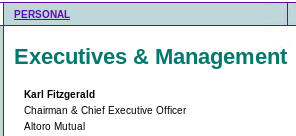 PERSONAL
Executives & Management
Karl Fitzgerald
Chairman & Chief Executive Officer
Altoro Mutual